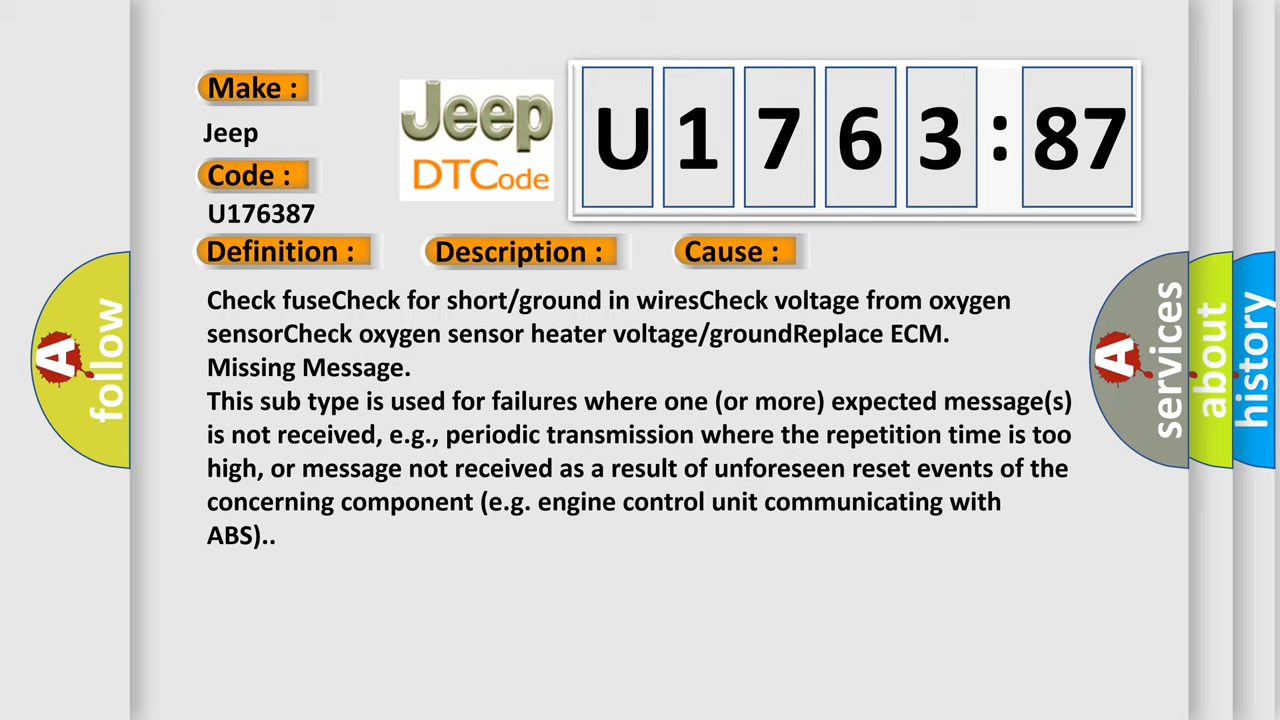 Make :
Jeep
Code :
U176387
Jeep
DTCode
U1763:87
Definition :
Description :
Cause :
Check fuseCheck for short/ground in wiresCheck voltage from oxygen
sensorCheck oxygen sensor heater voltage/groundReplace ECM.
Missing Message.
This sub type is used for failures where one (or more) expected message(s)
is not received, e.g., periodic transmission where the repetition time is too
high, or message not received as a result of unforeseen reset events of the
concerning component (e.g. engine control unit communicating with
ABS)..
A
follow
A
services
about
history